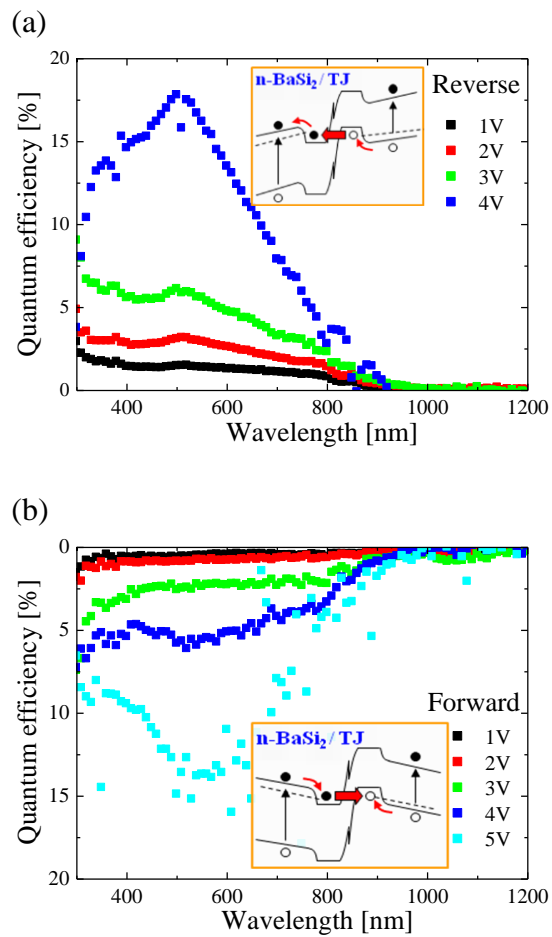 (a)
20
15
10
5
0
Quantum efficiency [%]
n-BaSi₂ / TJ
Reverse
1V
2V
3V
4V
400 600 800 1000 1200
Wavelength [nm]
(b)
0
5
10
15
20
Quantum efficiency [%]
Forward
n-BaSi₂ / TJ
1V
2V
3V
4V
5V
400 600 800 1000 1200
Wavelength [nm]